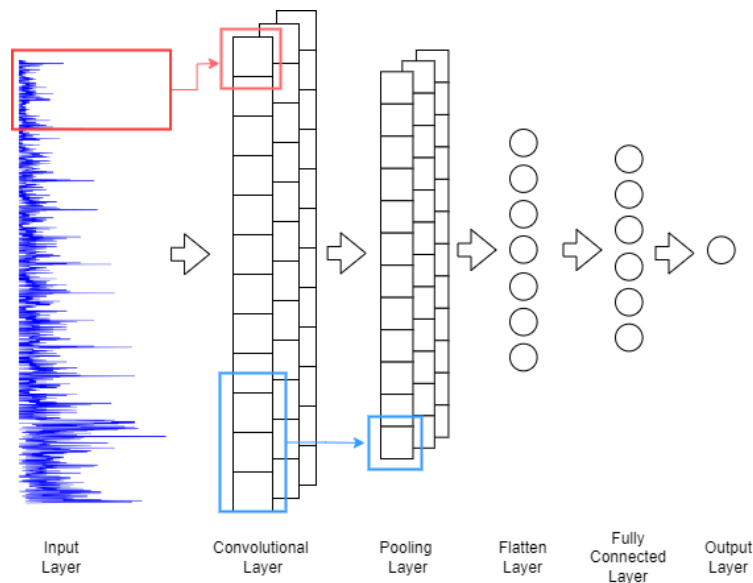 Input
Layer
Convolutional
Layer
Pooling
Layer
Flatten
Layer
Fully
Connected
Layer
Output
Layer